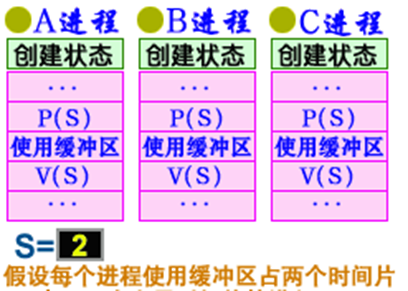 A进程 B进程 C进程
创建状态 创建状态 创建状态
... ... ...
P(S) P(S) P(S)
使用缓冲区 使用缓冲区 使用缓冲区
V(S) V(S) V(S)
... ... ...
S= 2
假设每个进程使用缓冲区占两个时间片